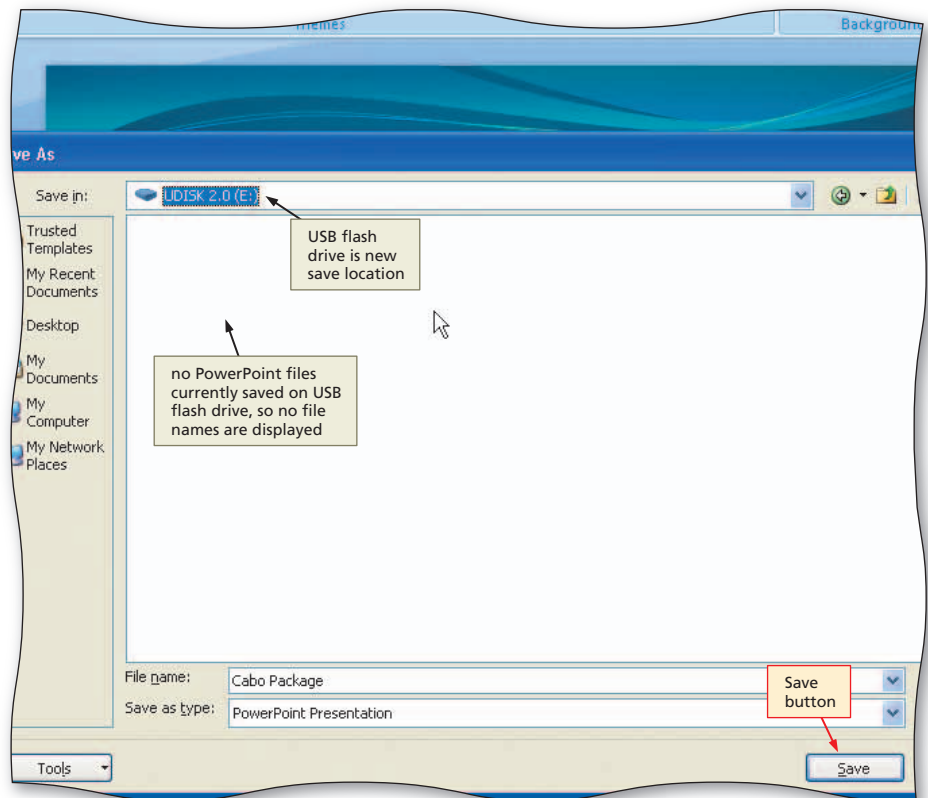 Themes
Background
ve As
Save in:
UDISK 2.0 (E:)
USB flash
drive is new
save location
Trusted
Templates
My Recent
Documents
Desktop
My
Documents
My
Computer
My Network
Places
no PowerPoint files
currently saved on USB
flash drive, so no file
names are displayed
File name:
Cabo Package
Save as type:
PowerPoint Presentation
Save
button
Tools
Save